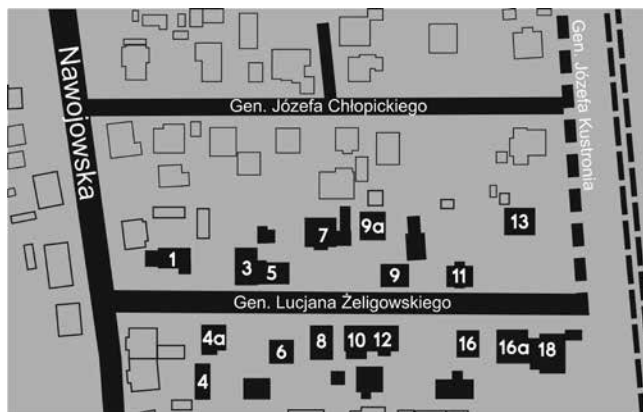 Nawojowska
Gen. Józefa Chłopickiego
Gen. Józefa Kustronia
13
9a
7
1
3
5
9
11
Gen. Lucjana Żeligowskiego
4a
6
8
10
12
16
16a
18
4